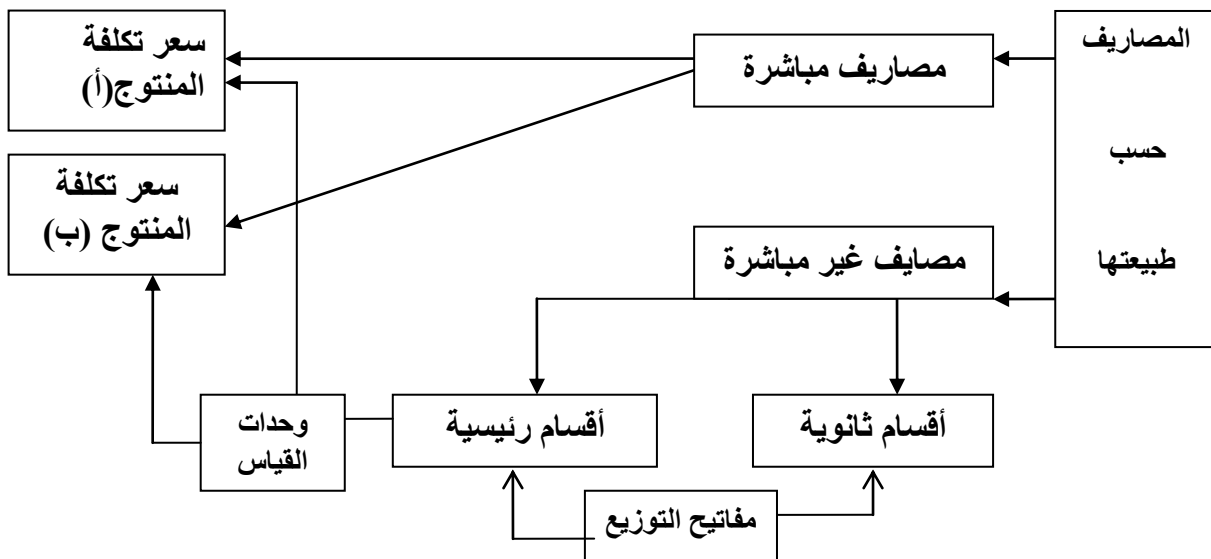 المصاريف
حسب
طبيعتها
مصاريف مباشرة
سعر تكلفة
المنتوج(أ)
سعر تكلفة
المنتوج (ب)
مصايف غير مباشرة
أقسام ثانوية
أقسام رئيسية
وحدات
القياس
مفاتيح التوزيع